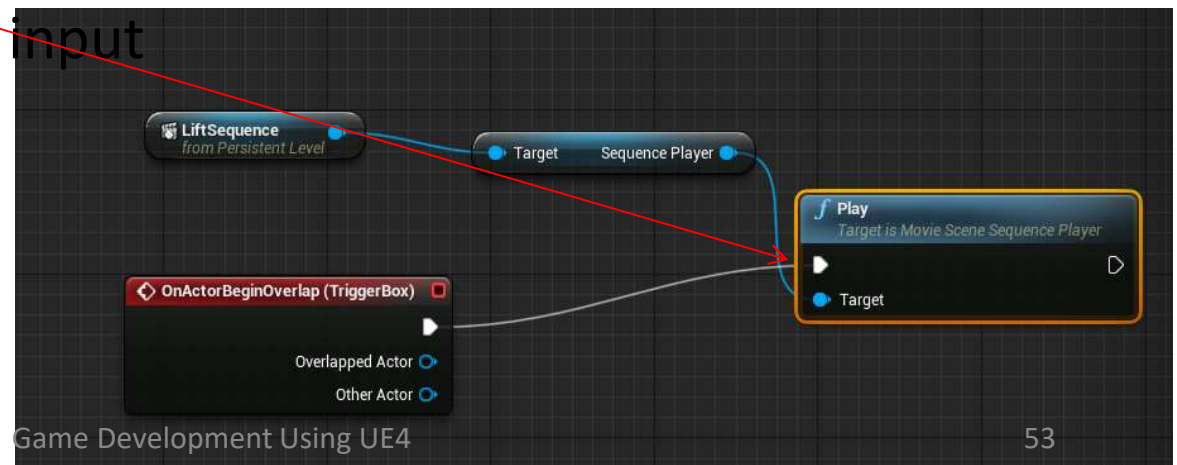 input
LiftSequence
from Persistent Level
Target Sequence Player
f Play
Target is Movie Scene Sequence Player
OnActorBeginOverlap (TriggerBox)
Target
Overlapped Actor
Other Actor
Game Development Using UE4 53